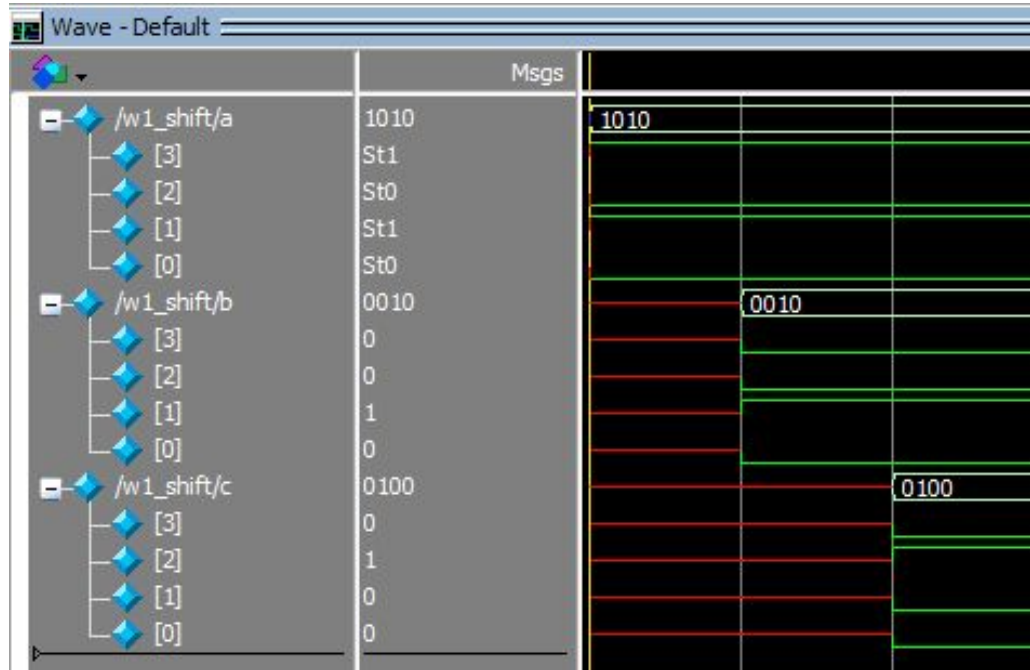 Wave - Default
Msgs
/w1_shift/a 1010 1010
[3] St1
[2] St0
[1] St1
[0] St0
/w1_shift/b 0010 0010
[3] 0
[2] 0
[1] 1
[0] 0
/w1_shift/c 0100 0100
[3] 0
[2] 1
[1] 0
[0] 0